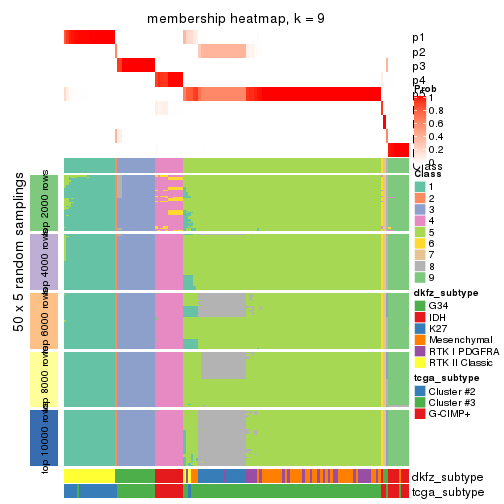 membership heatmap, k = 9
p1
p2
p3
p4
Prob
1
0.8
0.6
0.4
0.2
0
Class
Class
1
2
3
4
5
6
7
8
9
50 x 5 random samplings
top 2000 rows
top 4000 rows
top 6000 rows
top 8000 rows
top 10000 rows
dkfz_subtype
G34
IDH
K27
Mesenchymal
RTK I PDGFRA
RTK II Classic
tcga_subtype
Cluster #2
Cluster #3
G-CIMP+
dkfz_subtype
tcga_subtype